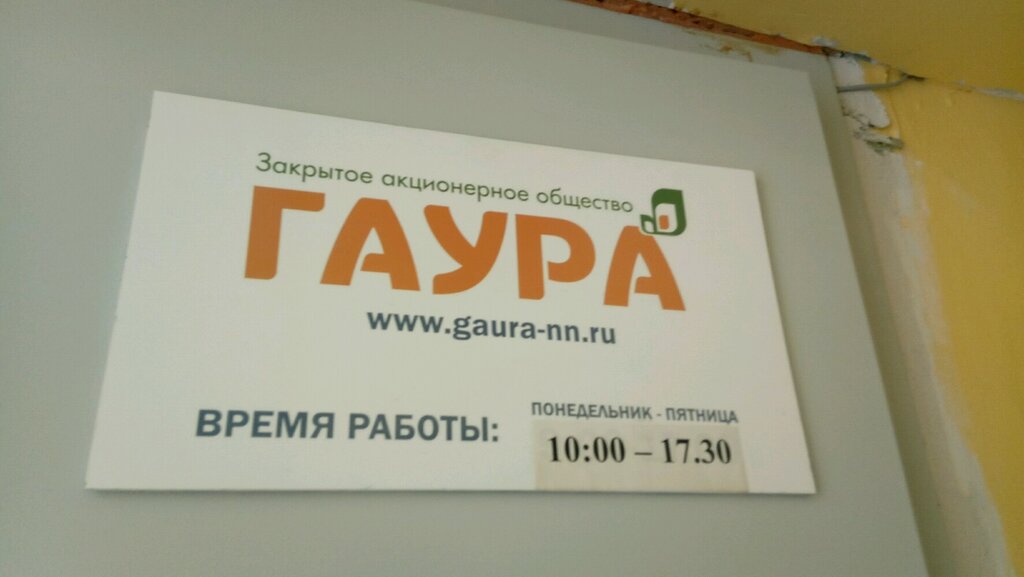 Закрытое акционерное общество
ГАУРА
www.gaura-nn.ru
ВРЕМЯ РАБОТЫ:
ПОНЕДЕЛЬНИК - ПЯТНИЦА
10:00 – 17.30